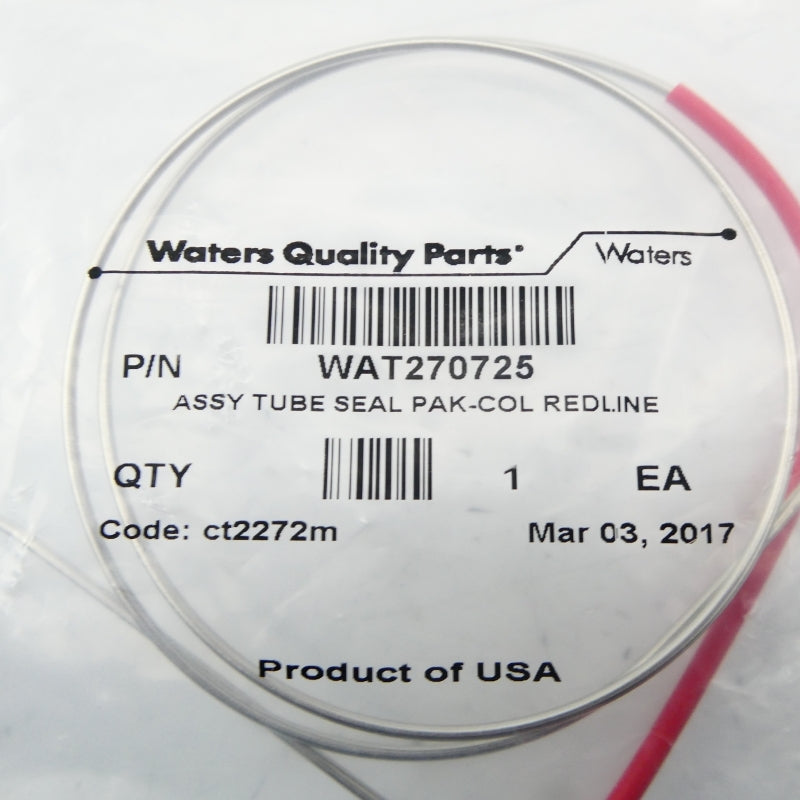 Waters Quality Parts Waters
P/N WAT270725
ASSY TUBE SEAL PAK-COL REDLINE
QTY 1 EA
Code: ct2272m Mar 03, 2017
Product of USA